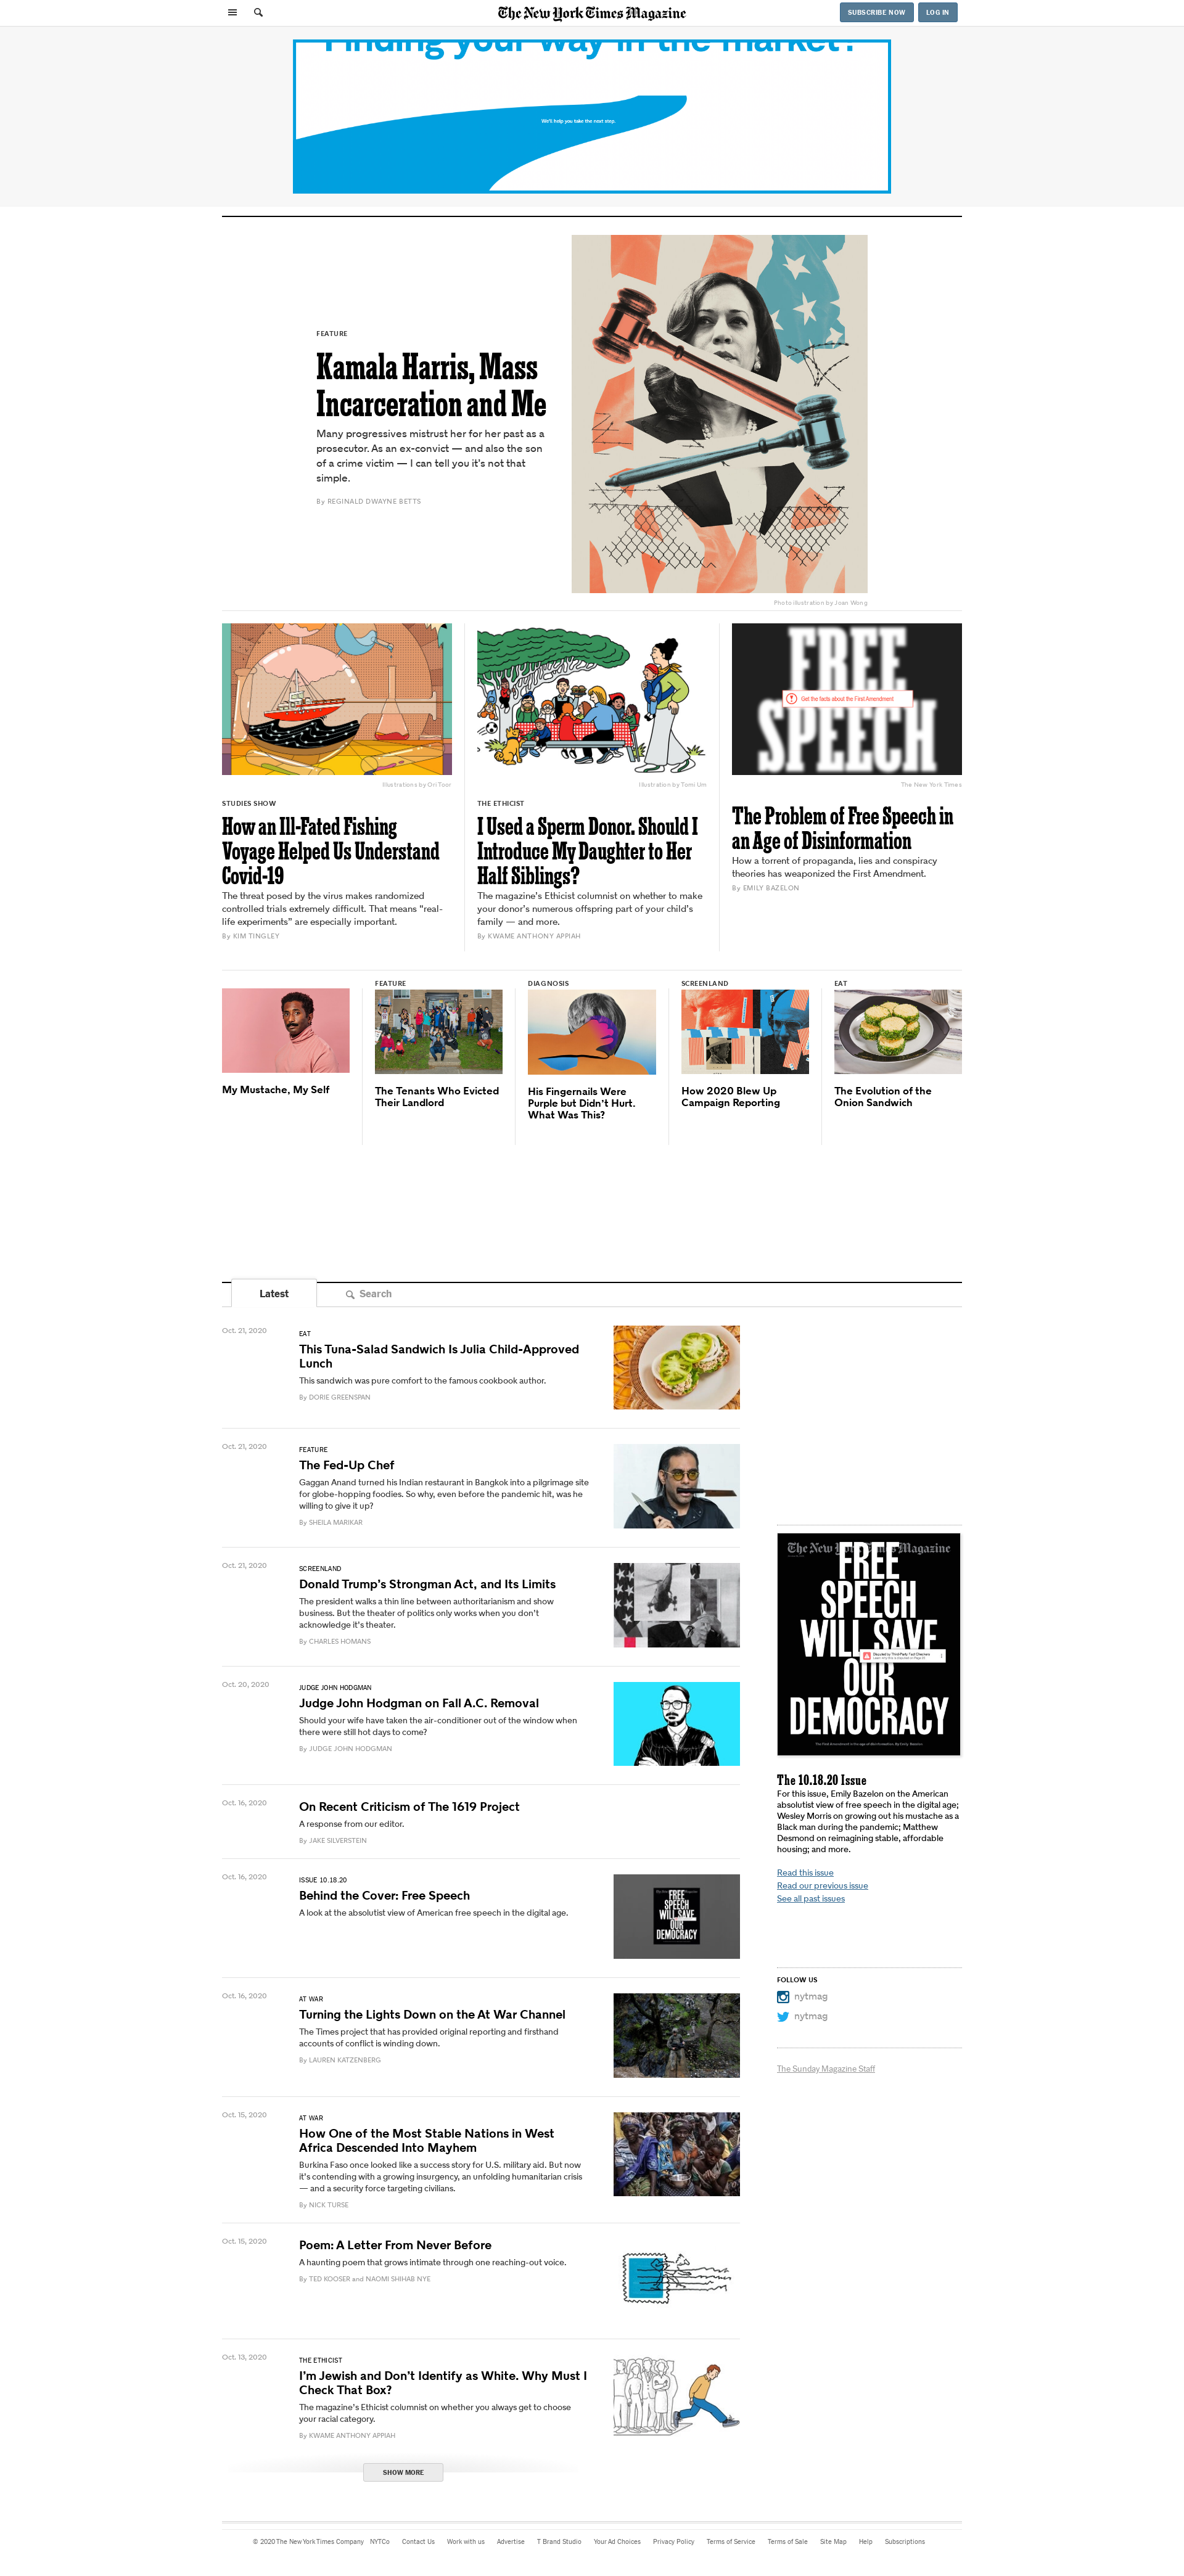 The New York Times Magazine
SUBSCRIBE NOW
LOG IN
Finding your way in the market?
We'll help you take the next step.
FEATURE
Kamala Harris, Mass
Incarceration and Me
Many progressives mistrust her for her past as a
prosecutor. As an ex-convict — and also the son
of a crime victim — I can tell you it's not that
simple.
By REGINALD DWAYNE BETTS
Photo illustration by Joan Wong
Illustrations by Ori Toor
STUDIES SHOW
How an Ill-Fated Fishing
Voyage Helped Us Understand
Covid-19
The threat posed by the virus makes randomized
controlled trials extremely difficult. That means “real-
life experiments” are especially important.
By KIM TINGLEY
Illustration by Tomi Um
THE ETHICIST
I Used a Sperm Donor. Should I
Introduce My Daughter to Her
Half Siblings?
The magazine's Ethicist columnist on whether to make
your donor's numerous offspring part of your child's
family — and more.
By KWAME ANTHONY APPIAH
FREE
Get the facts about the First Amendment
SPEECH
The New York Times
The Problem of Free Speech in
an Age of Disinformation
How a torrent of propaganda, lies and conspiracy
theories has weaponized the First Amendment.
By EMILY BAZELON
My Mustache, My Self
FEATURE
The Tenants Who Evicted
Their Landlord
DIAGNOSIS
His Fingernails Were
Purple but Didn't Hurt.
What Was This?
SCREENLAND
How 2020 Blew Up
Campaign Reporting
EAT
The Evolution of the
Onion Sandwich
Latest
Search
Oct. 21, 2020
EAT
This Tuna-Salad Sandwich Is Julia Child-Approved
Lunch
This sandwich was pure comfort to the famous cookbook author.
By DORIE GREENSPAN
Oct. 21, 2020
FEATURE
The Fed-Up Chef
Gaggan Anand turned his Indian restaurant in Bangkok into a pilgrimage site
for globe-hopping foodies. So why, even before the pandemic hit, was he
willing to give it up?
By SHEILA MARIKAR
Oct. 21, 2020
SCREENLAND
Donald Trump's Strongman Act, and Its Limits
The president walks a thin line between authoritarianism and show
business. But the theater of politics only works when you don't
acknowledge it's theater.
By CHARLES HOMANS
Oct. 20, 2020
JUDGE JOHN HODGMAN
Judge John Hodgman on Fall A.C. Removal
Should your wife have taken the air-conditioner out of the window when
there were still hot days to come?
By JUDGE JOHN HODGMAN
Oct. 16, 2020
On Recent Criticism of The 1619 Project
A response from our editor.
By JAKE SILVERSTEIN
Oct. 16, 2020
ISSUE 10.18.20
Behind the Cover: Free Speech
A look at the absolutist view of American free speech in the digital age.
FREE
SPEECH
WILL SAVE
OUR
DEMOCRACY
Oct. 16, 2020
AT WAR
Turning the Lights Down on the At War Channel
The Times project that has provided original reporting and firsthand
accounts of conflict is winding down.
By LAUREN KATZENBERG
Oct. 15, 2020
AT WAR
How One of the Most Stable Nations in West
Africa Descended Into Mayhem
Burkina Faso once looked like a success story for U.S. military aid. But now
it's contending with a growing insurgency, an unfolding humanitarian crisis
— and a security force targeting civilians.
By NICK TURSE
Oct. 15, 2020
Poem: A Letter From Never Before
A haunting poem that grows intimate through one reaching-out voice.
By TED KOOSER and NAOMI SHIHAB NYE
Oct. 13, 2020
THE ETHICIST
I'm Jewish and Don't Identify as White. Why Must I
Check That Box?
The magazine's Ethicist columnist on whether you always get to choose
your racial category.
By KWAME ANTHONY APPIAH
SHOW MORE
The New York Times Magazine
FREE
SPEECH
WILL SAVE
OUR
DEMOCRACY
The 10.18.20 Issue
For this issue, Emily Bazelon on the American
absolutist view of free speech in the digital age;
Wesley Morris on growing out his mustache as a
Black man during the pandemic; Matthew
Desmond on reimagining stable, affordable
housing; and more.
Read this issue
Read our previous issue
See all past issues
FOLLOW US
nytmag
nytmag
The Sunday Magazine Staff
© 2020 The New York Times Company NYTCo Contact Us Work with us Advertise T Brand Studio Your Ad Choices Privacy Policy Terms of Service Terms of Sale Site Map Help Subscriptions